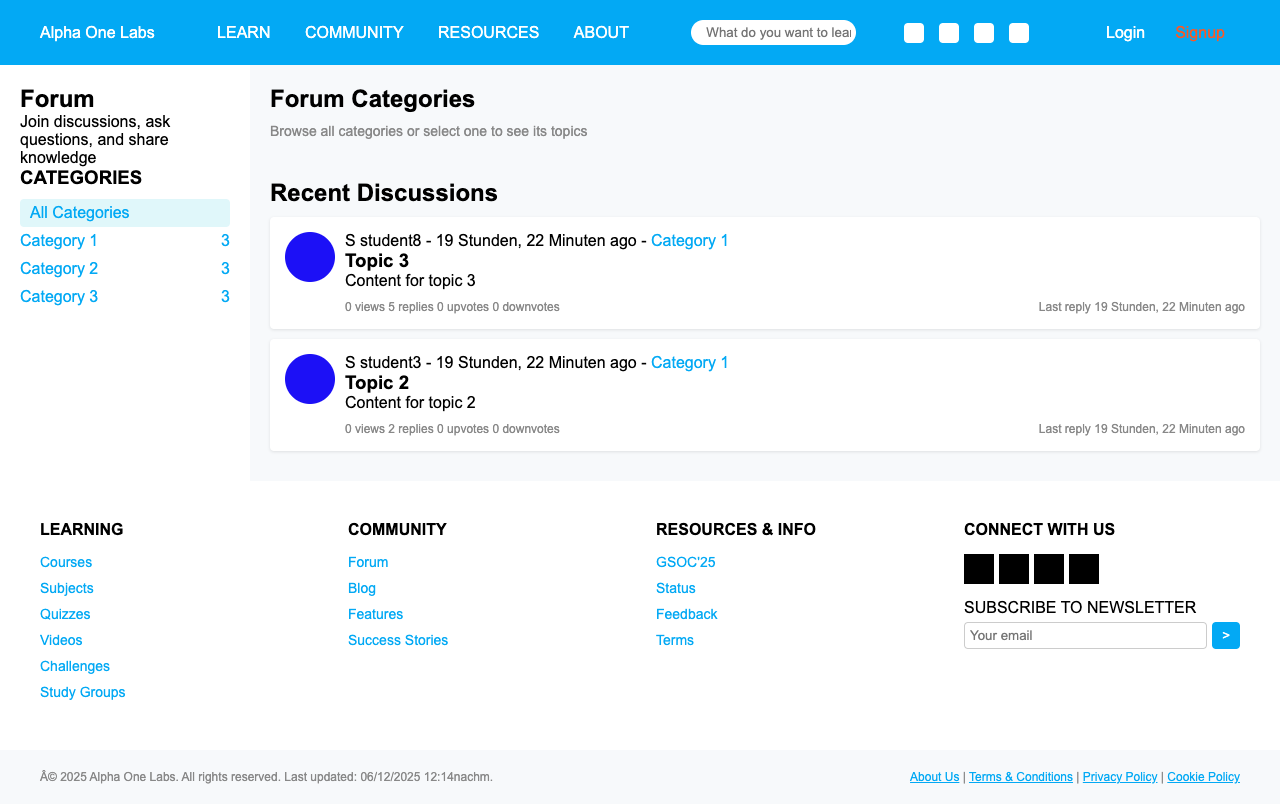 Alpha One Labs LEARN COMMUNITY RESOURCES ABOUT What do you want to lear Login Signup
Forum
Join discussions, ask
questions, and share
knowledge
CATEGORIES
All Categories
Category 1 3
Category 2 3
Category 3 3
Forum Categories
Browse all categories or select one to see its topics
Recent Discussions
S student8 - 19 Stunden, 22 Minuten ago - Category 1
Topic 3
Content for topic 3
0 views 5 replies 0 upvotes 0 downvotes Last reply 19 Stunden, 22 Minuten ago
S student3 - 19 Stunden, 22 Minuten ago - Category 1
Topic 2
Content for topic 2
0 views 2 replies 0 upvotes 0 downvotes Last reply 19 Stunden, 22 Minuten ago
LEARNING
Courses
Subjects
Quizzes
Videos
Challenges
Study Groups
COMMUNITY
Forum
Blog
Features
Success Stories
RESOURCES & INFO
GSOC'25
Status
Feedback
Terms
CONNECT WITH US
SUBSCRIBE TO NEWSLETTER
Your email >
Â© 2025 Alpha One Labs. All rights reserved. Last updated: 06/12/2025 12:14nachm. About Us | Terms & Conditions | Privacy Policy | Cookie Policy